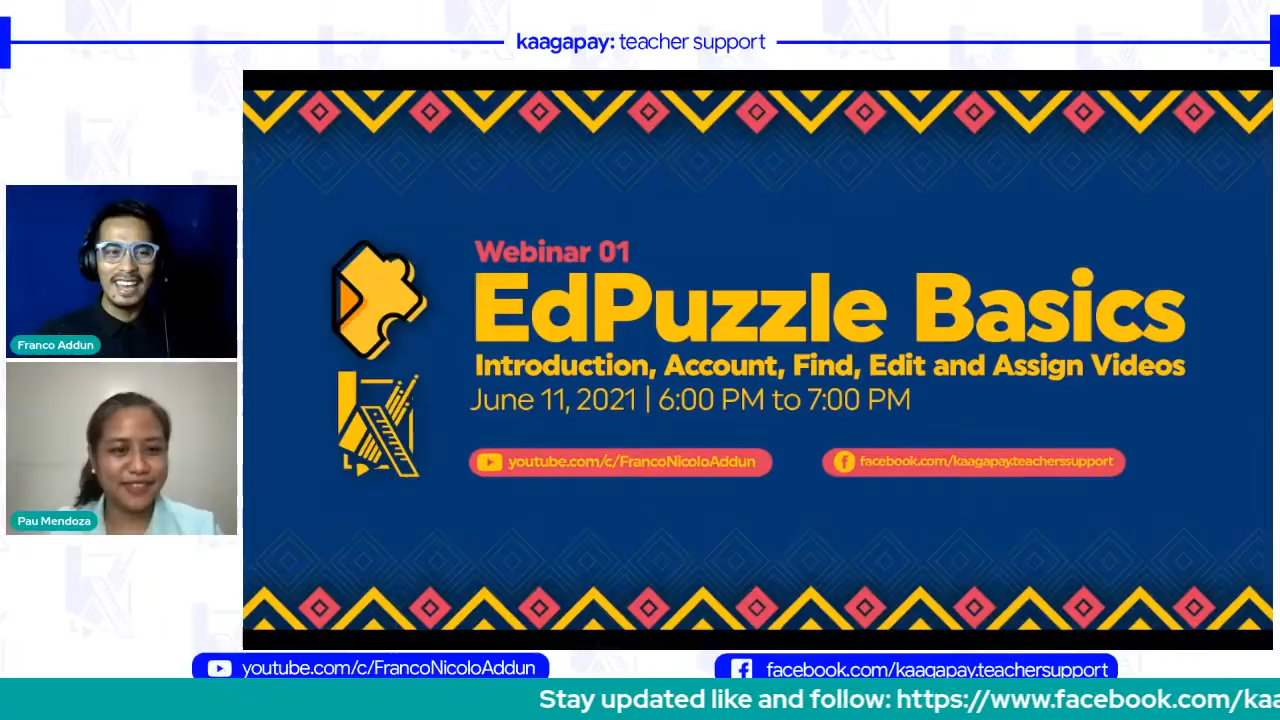 kaagapay: teacher support
Franco Addun
Pau Mendoza
Webinar 01
EdPuzzle Basics
Introduction, Account, Find, Edit and Assign Videos
June 11, 2021 | 6:00 PM to 7:00 PM
youtube.com/c/FrancoNicoloAddun
facebook.com/kaagapay.teacherssupport
youtube.com/c/FrancoNicoloAddun
facebook.com/kaagapay.teachersupport
Stay updated like and follow: https://www.facebook.com/kaa